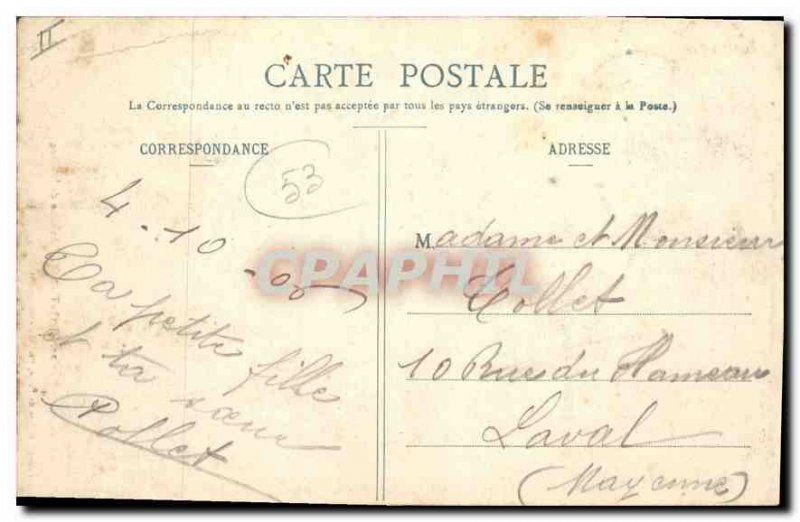 II
CARTE POSTALE
La Correspondance au recto n'est pas acceptée par tous les pays étrangers. (Se renseigner à la Poste.)
CORRESPONDANCE
53
4-10-05
Ta petite fille
et ta sœur
Pollet
CPAPHIL
ADRESSE
Madame et Monsieur
Collet
10 Rue du Hameau
Laval
(Mayenne)